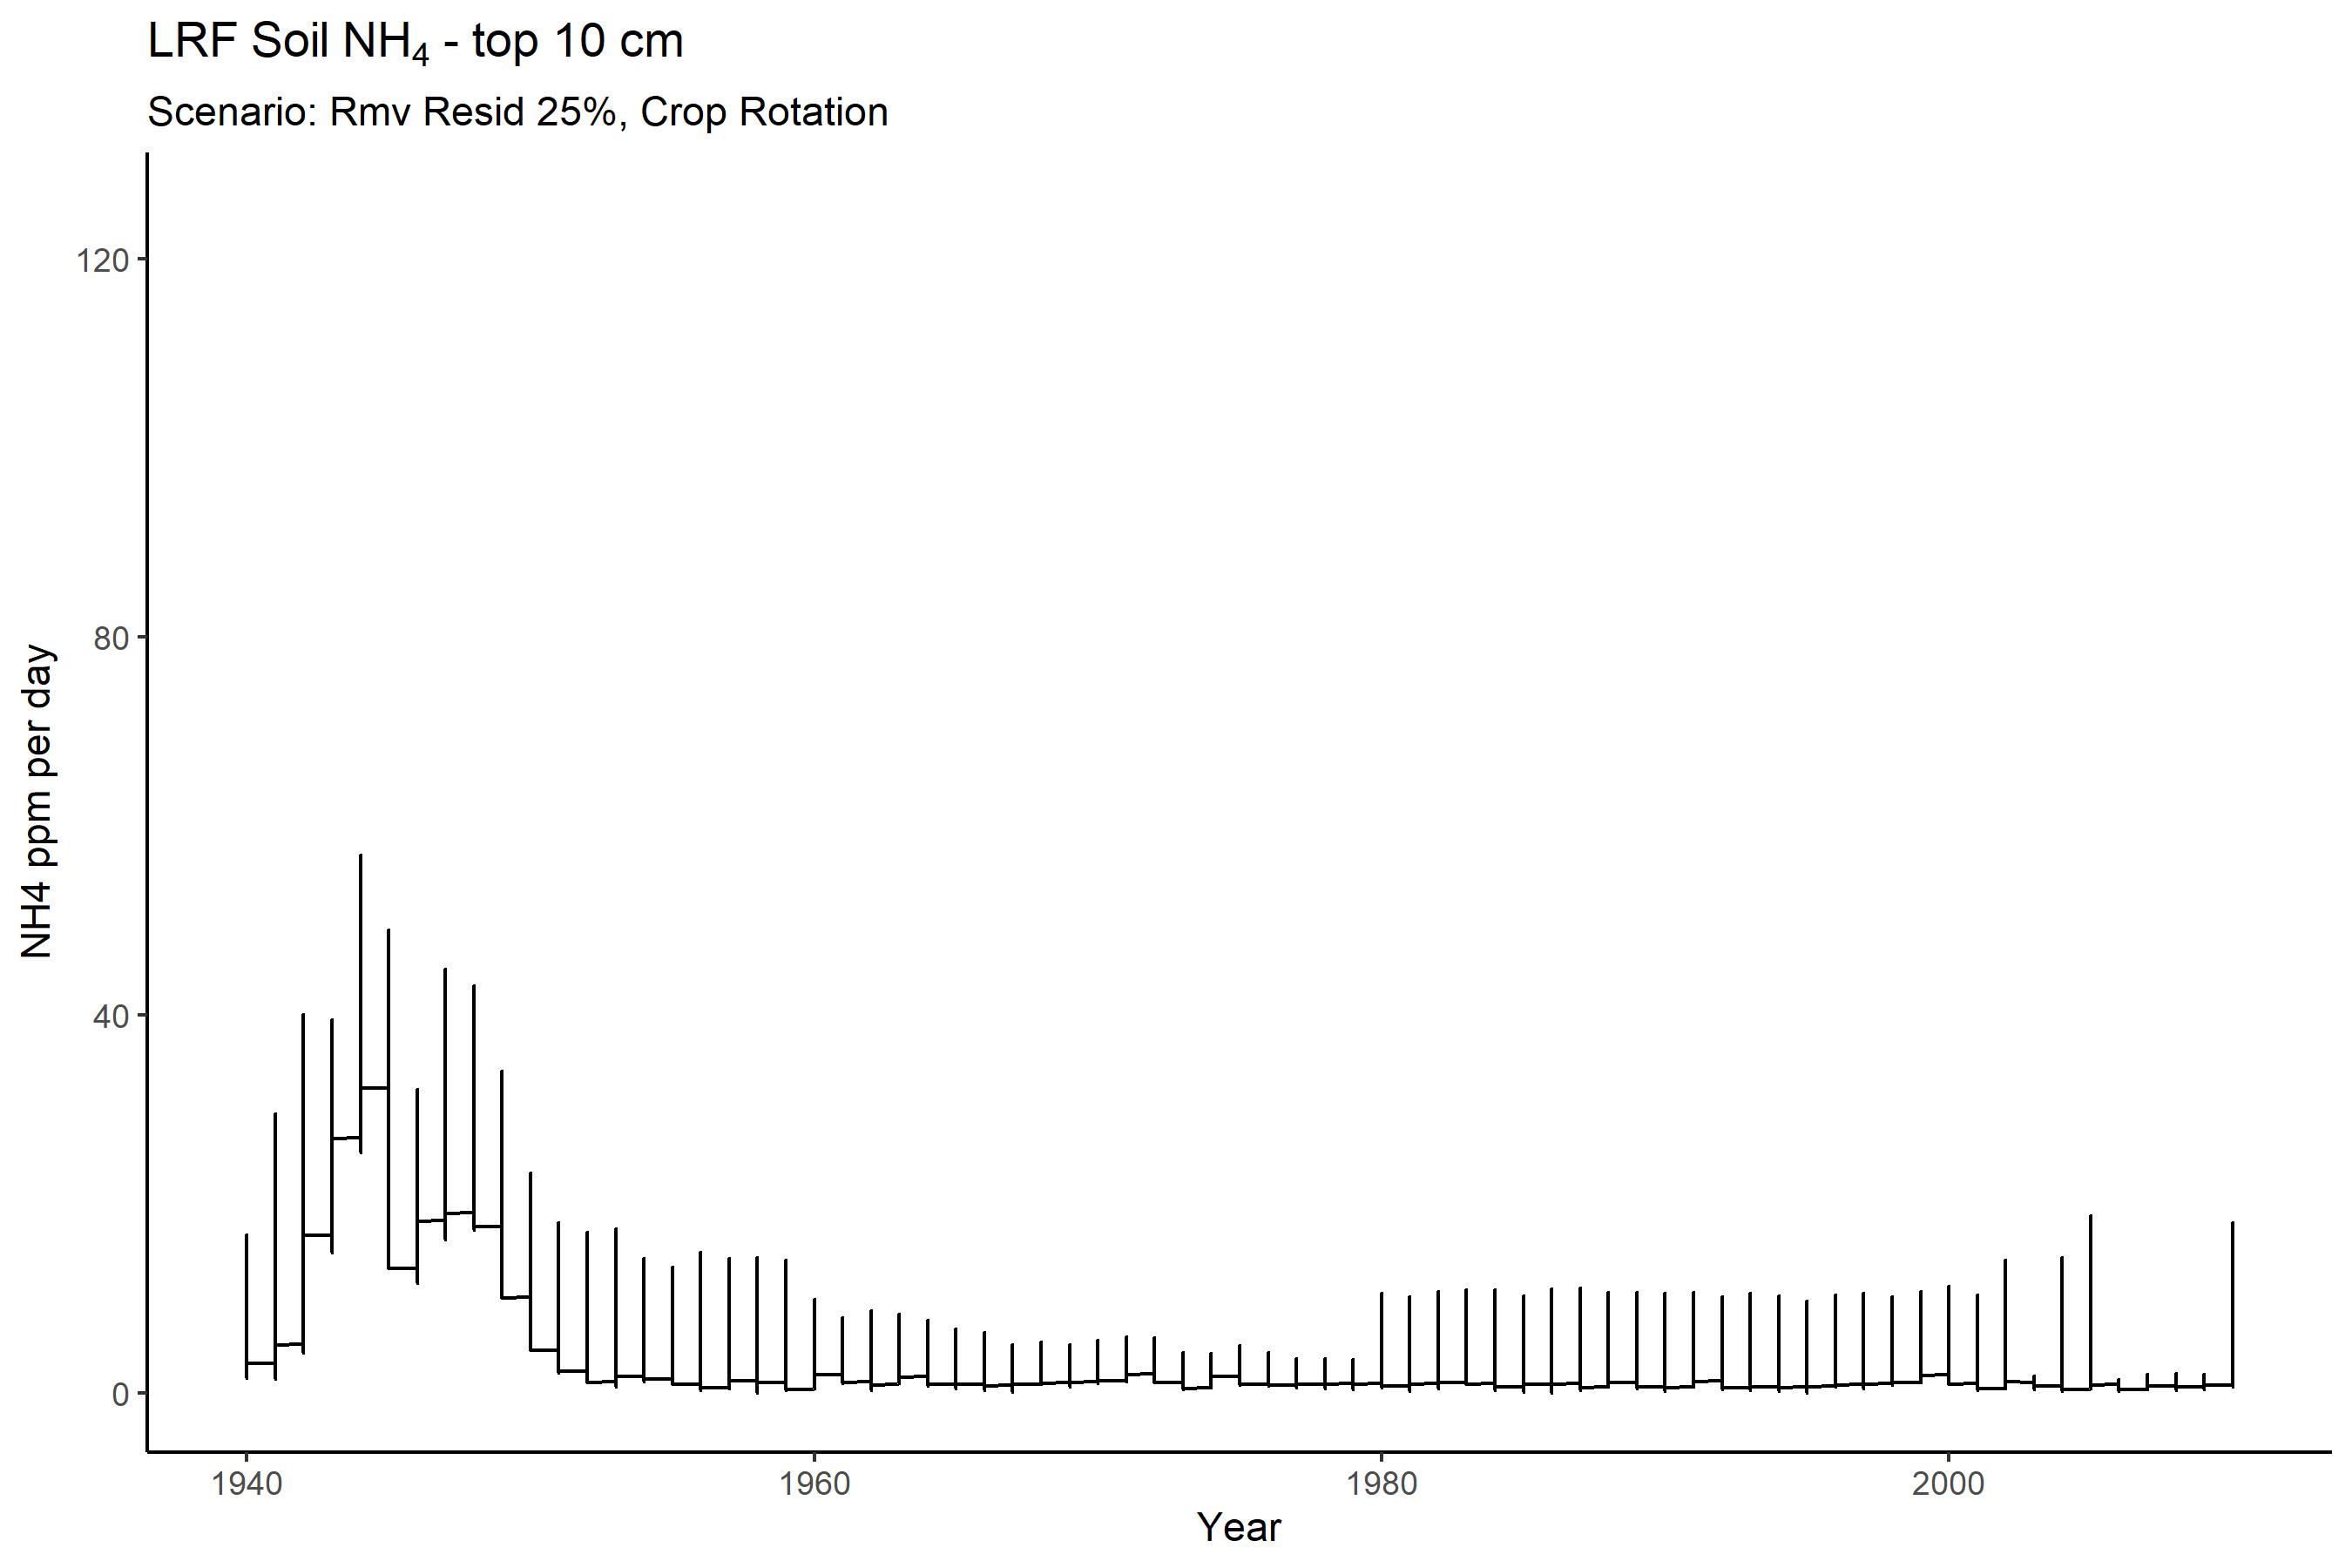 LRF Soil NH₄ - top 10 cm
Scenario: Rmv Resid 25%, Crop Rotation
120
80
40
0
NH4 ppm per day
1940 1960 1980 2000
Year